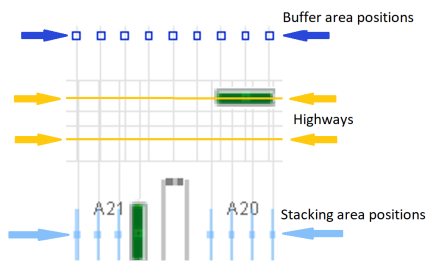 Buffer area positions
Highways
A21
A20
Stacking area positions